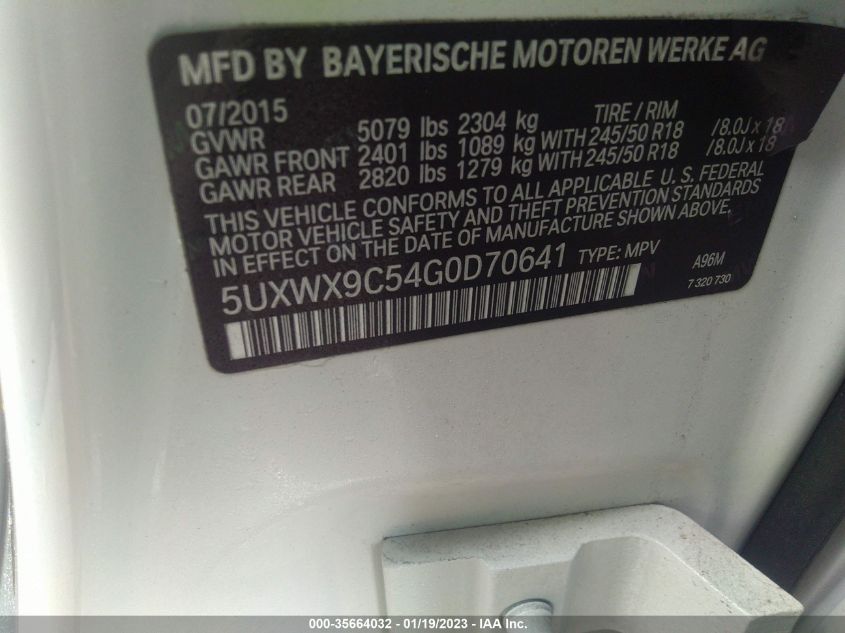 MFD BY BAYERISCHE MOTOREN WERKE AG
07/2015 TIRE / RIM
GVWR 5079 lbs 2304 kg
GAWR FRONT 2401 lbs 1089 kg WITH 245/50 R18 /8.0J x 18
GAWR REAR 2820 lbs 1279 kg WITH 245/50 R18 /8.0J x 18
THIS VEHICLE CONFORMS TO ALL APPLICABLE U.S. FEDERAL
MOTOR VEHICLE SAFETY AND THEFT PREVENTION STANDARDS
IN EFFECT ON THE DATE OF MANUFACTURE SHOWN ABOVE.
5UXWX9C54G0D70641 TYPE: MPV A96M
7 320 730
000-35664032 - 01/19/2023 - IAA Inc.